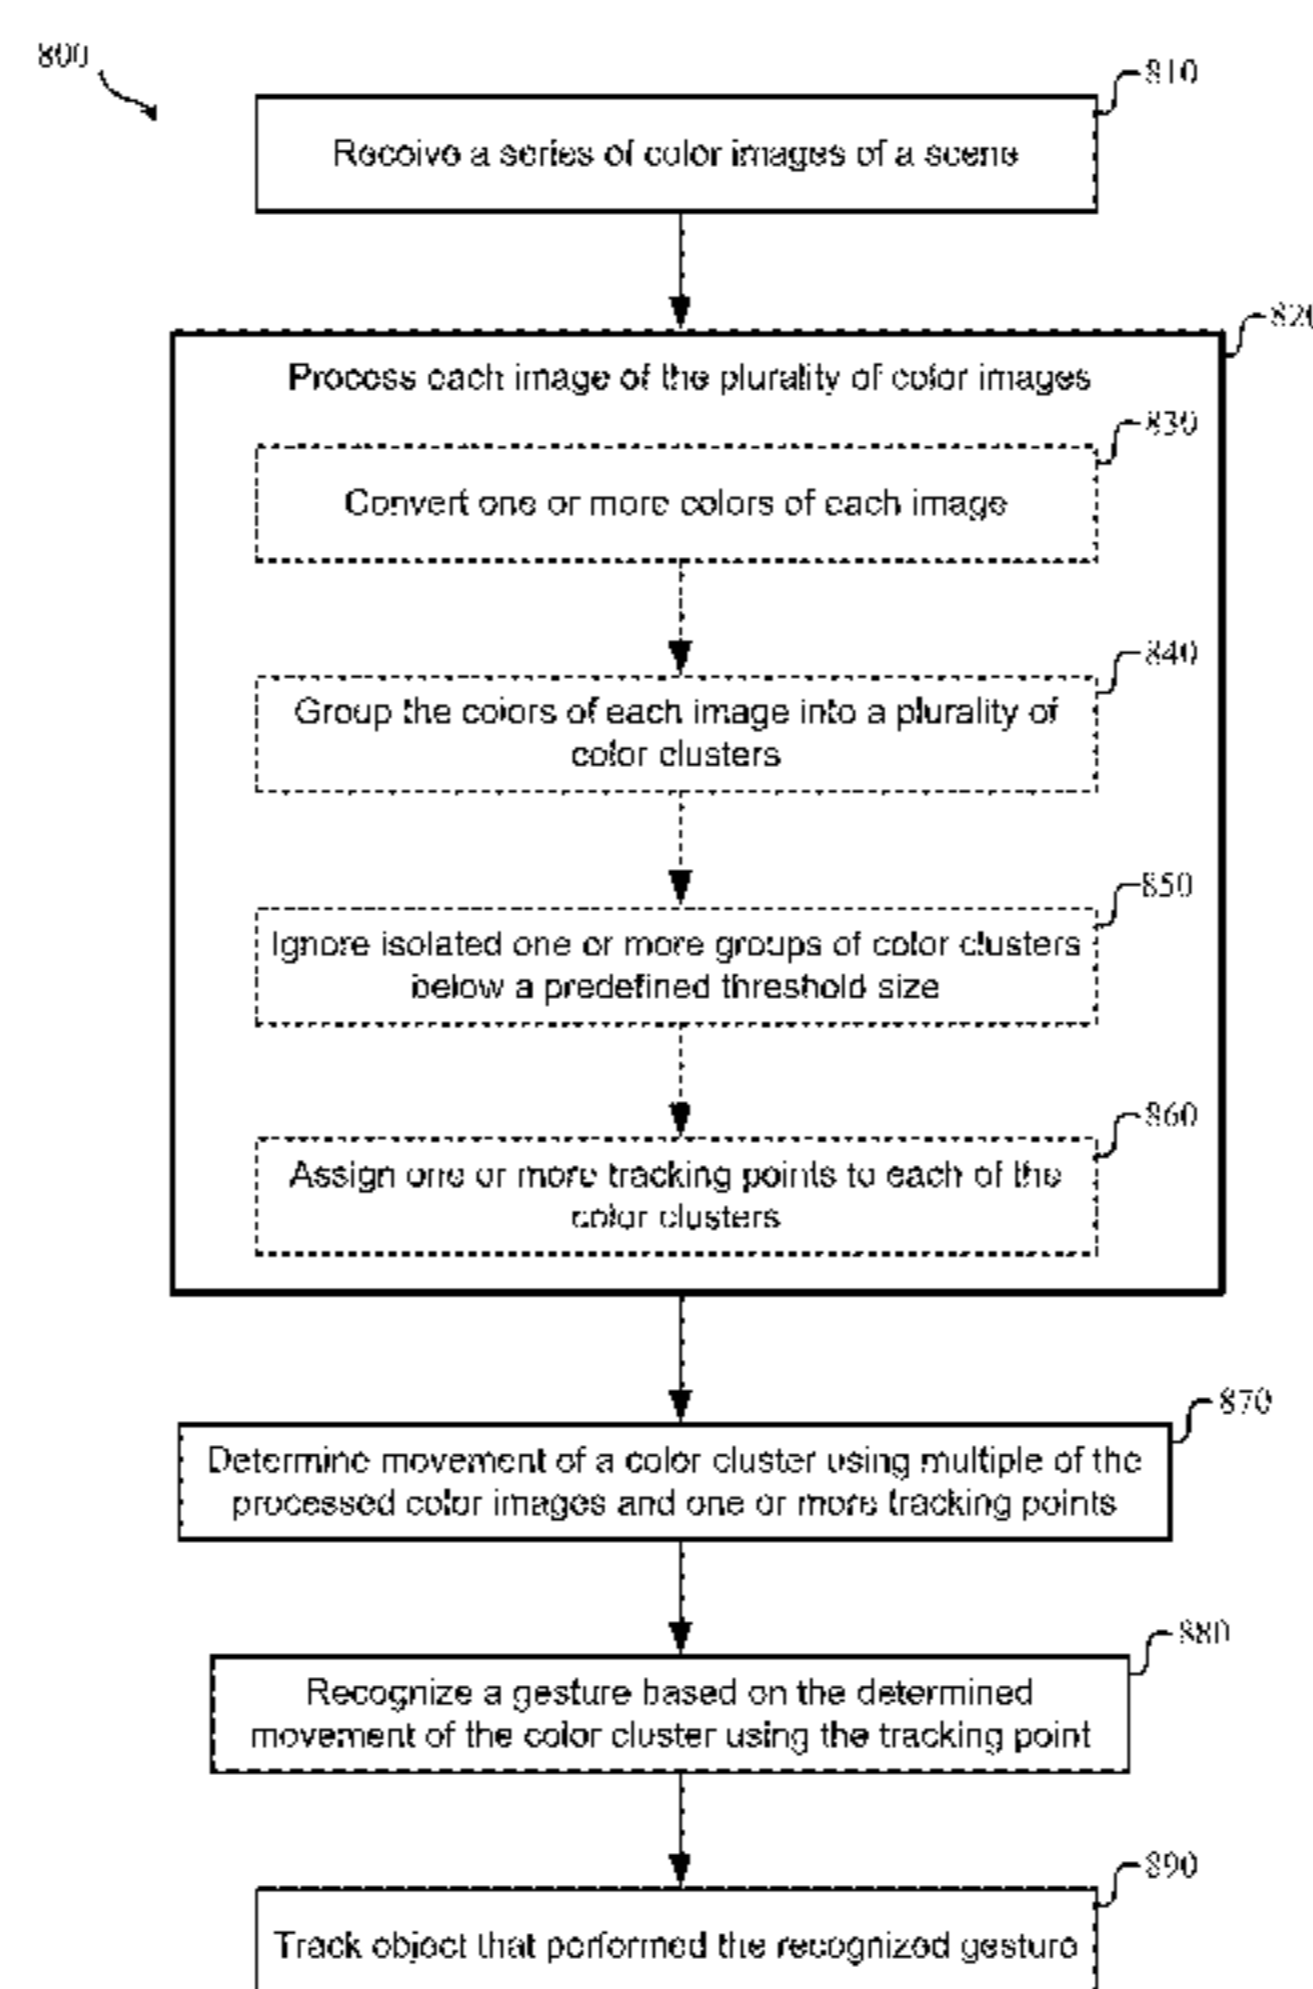 800
810
Receive a series of color images of a scene
820
Process each image of the plurality of color images
830
Convert one or more colors of each image
840
Group the colors of each image into a plurality of
color clusters
850
Ignore isolated one or more groups of color clusters
below a predefined threshold size
860
Assign one or more tracking points to each of the
color clusters
870
Determine movement of a color cluster using multiple of the
processed color images and one or more tracking points
880
Recognize a gesture based on the determined
movement of the color cluster using the tracking point
890
Track object that performed the recognized gesture